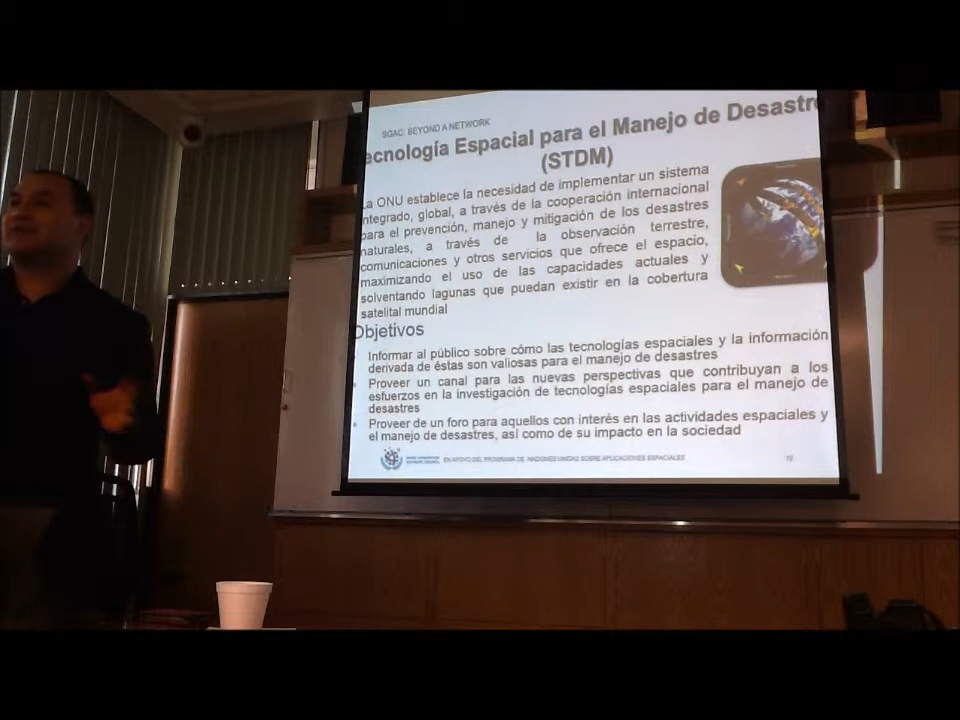 SGAC: BEYOND A NETWORK
ecnología Espacial para el Manejo de Desastr
(STDM)
La ONU establece la necesidad de implementar un sistema
integrado, global, a través de la cooperación internacional
para el prevención, manejo y mitigación de los desastres
naturales, a través de la observación terrestre,
comunicaciones y otros servicios que ofrece el espacio,
maximizando el uso de las capacidades actuales y
solventando lagunas que puedan existir en la cobertura
satelital mundial
Objetivos
Informar al público sobre cómo las tecnologías espaciales y la información
derivada de éstas son valiosas para el manejo de desastres
Proveer un canal para las nuevas perspectivas que contribuyan a los
esfuerzos en la investigación de tecnologías espaciales para el manejo de
desastres
Proveer de un foro para aquellos con interés en las actividades espaciales y
el manejo de desastres, así como de su impacto en la sociedad
EN APOYO DEL PROGRAMA DE NACIONES UNIDAS SOBRE APLICACIONES ESPACIALES